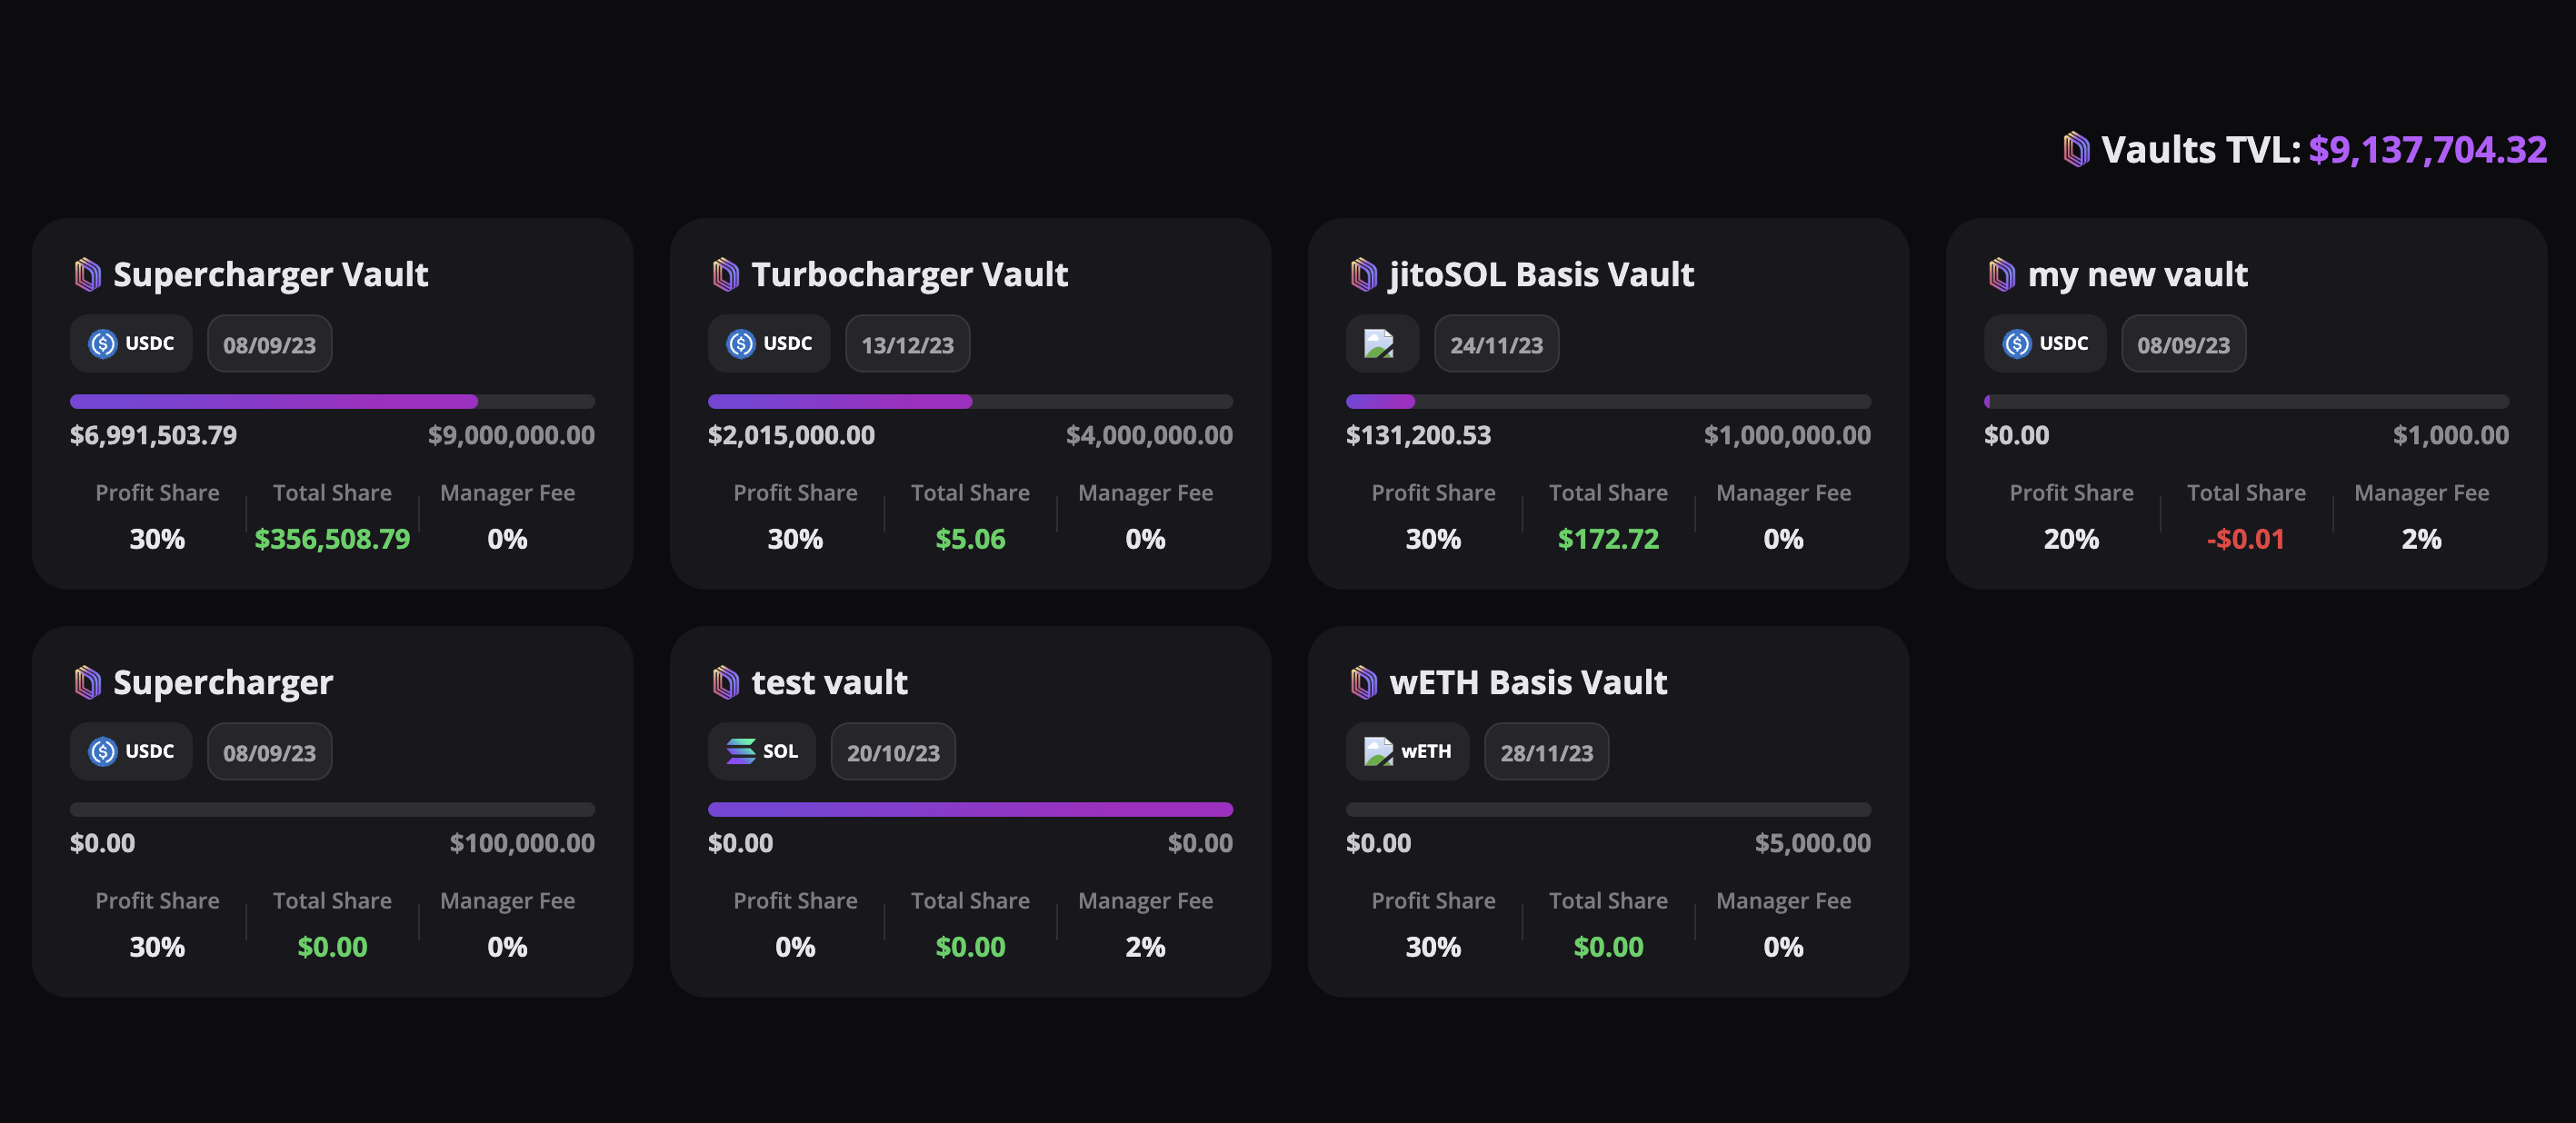 Vaults TVL: $9,137,704.32
Supercharger Vault
USDC 08/09/23
$6,991,503.79 $9,000,000.00
Profit Share Total Share Manager Fee
30% $356,508.79 0%
Turbocharger Vault
USDC 13/12/23
$2,015,000.00 $4,000,000.00
Profit Share Total Share Manager Fee
30% $5.06 0%
jitoSOL Basis Vault
24/11/23
$131,200.53 $1,000,000.00
Profit Share Total Share Manager Fee
30% $172.72 0%
my new vault
USDC 08/09/23
$0.00 $1,000.00
Profit Share Total Share Manager Fee
20% -$0.01 2%
Supercharger
USDC 08/09/23
$0.00 $100,000.00
Profit Share Total Share Manager Fee
30% $0.00 0%
test vault
SOL 20/10/23
$0.00 $0.00
Profit Share Total Share Manager Fee
0% $0.00 2%
wETH Basis Vault
wETH 28/11/23
$0.00 $5,000.00
Profit Share Total Share Manager Fee
30% $0.00 0%